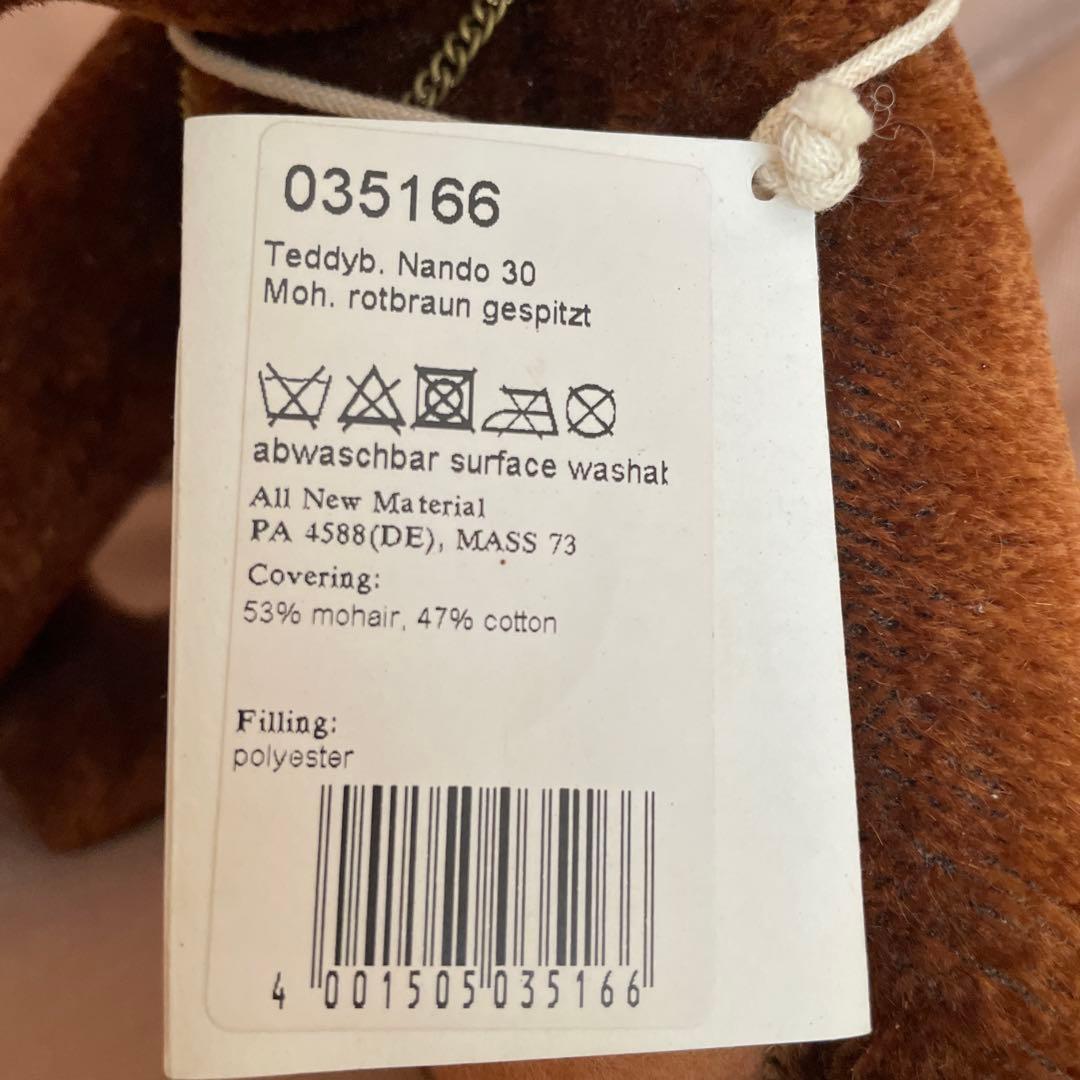 035166
Teddyb. Nando 30
Moh. rotbraun gespitzt
abwaschbar surface washab
All New Material
PA 4588(DE), MASS 73
Covering:
53% mohair, 47% cotton
Filling:
polyester
4 001505 035166